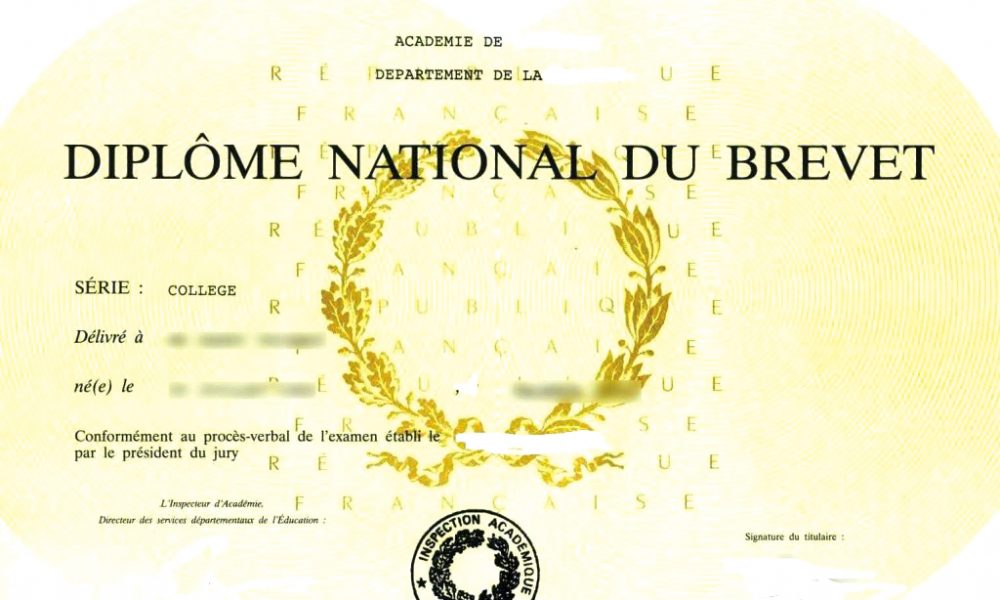 ACADEMIE DE
DEPARTEMENT DE LA
RÉPUBLIQUE
FRANÇAISE
DIPLÔME NATIONAL DU BREVET
SÉRIE : COLLEGE
Délivré à
né(e) le ,
Conformément au procès-verbal de l'examen établi le
par le président du jury
L'Inspecteur d'Académie,
Directeur des services départementaux de l'Éducation :
Signature du titulaire :
INSPECTION ACADÉMIQUE